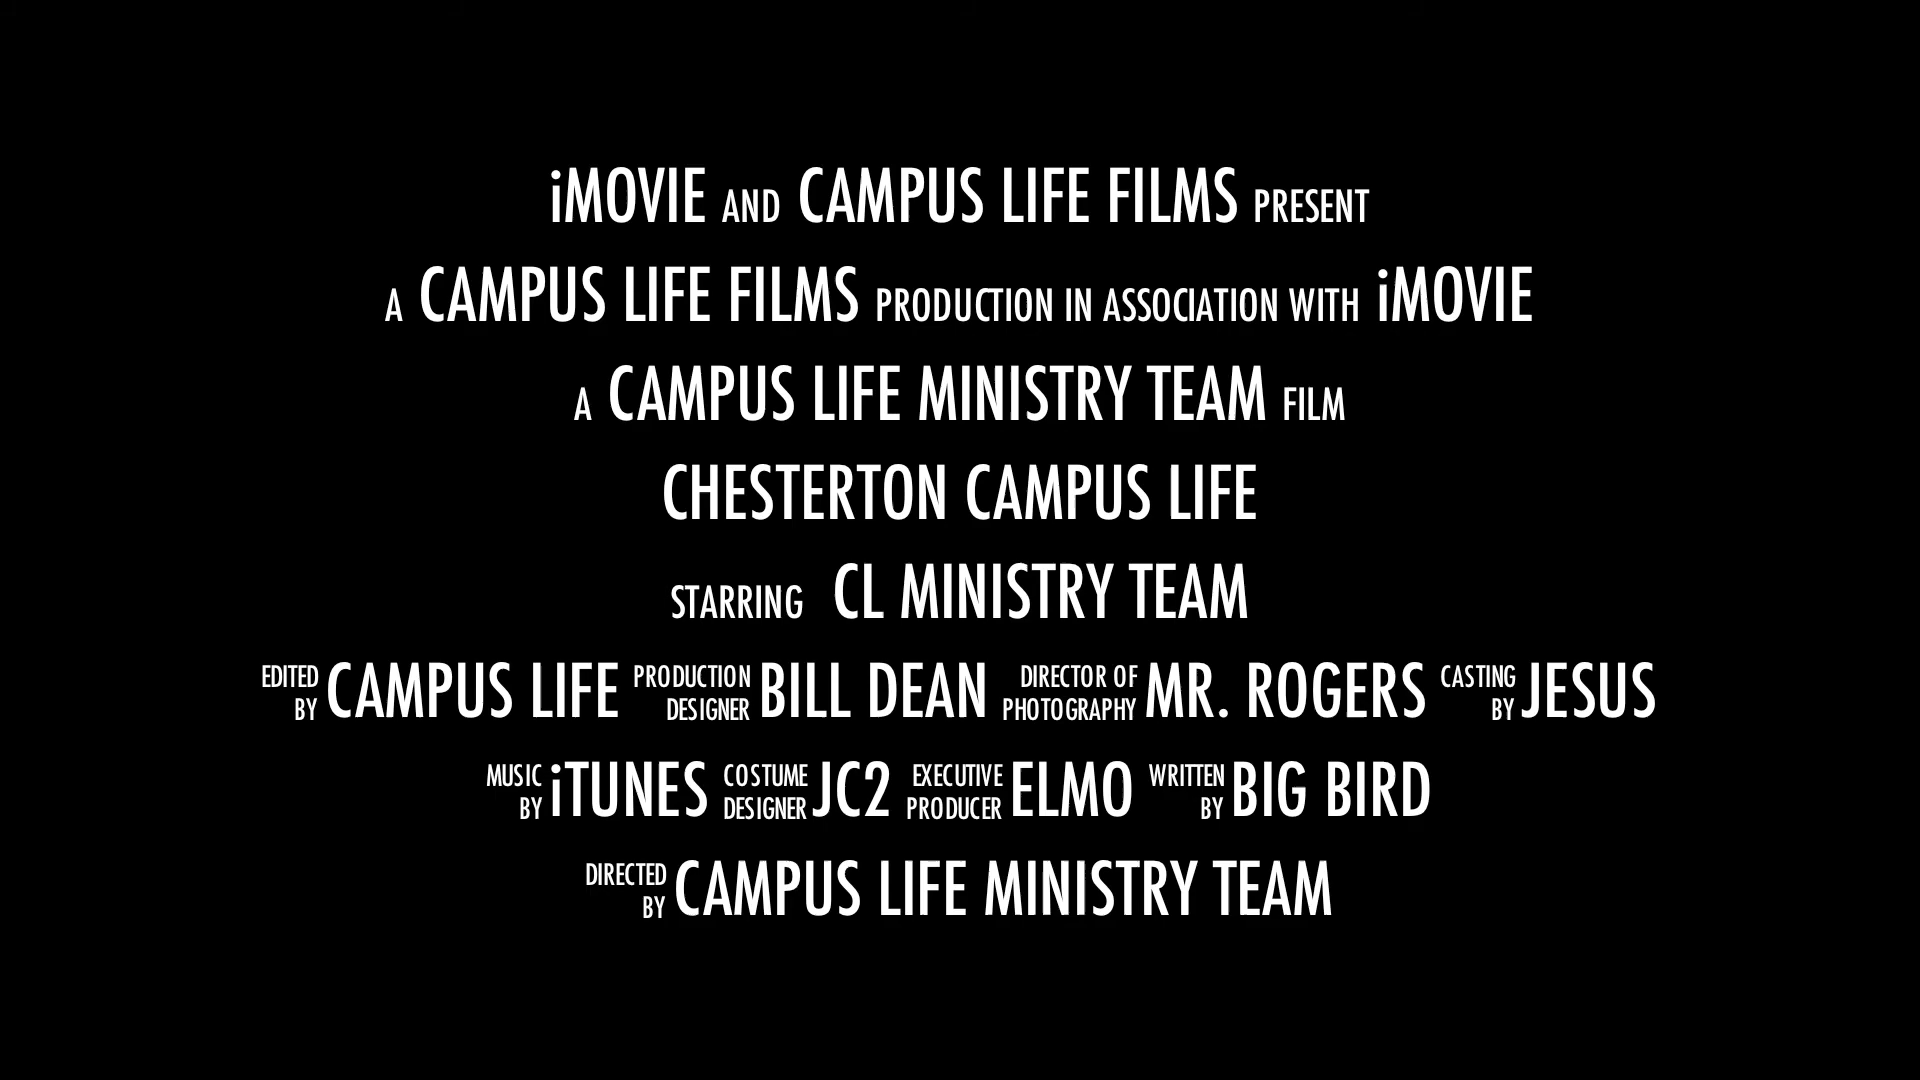 iMOVIE AND CAMPUS LIFE FILMS PRESENT
A CAMPUS LIFE FILMS PRODUCTION IN ASSOCIATION WITH iMOVIE
A CAMPUS LIFE MINISTRY TEAM FILM
CHESTERTON CAMPUS LIFE
STARRING CL MINISTRY TEAM
EDITED BY CAMPUS LIFE PRODUCTION DESIGNER BILL DEAN DIRECTOR OF PHOTOGRAPHY MR. ROGERS CASTING BY JESUS
MUSIC BY iTUNES COSTUME DESIGNER JC2 EXECUTIVE PRODUCER ELMO WRITTEN BY BIG BIRD
DIRECTED BY CAMPUS LIFE MINISTRY TEAM